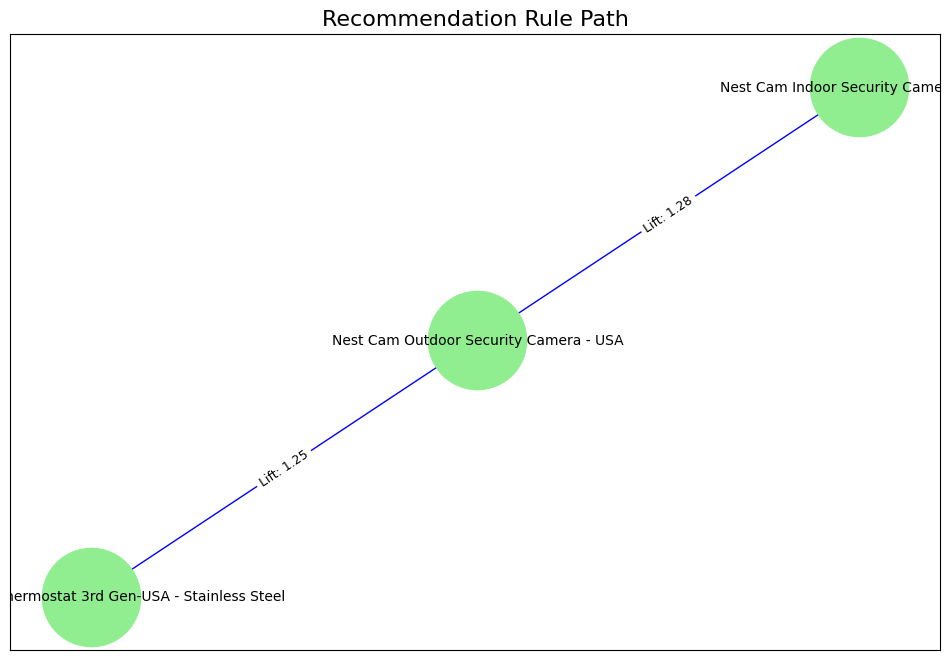 Recommendation Rule Path
Nest Cam Indoor Security Came
Lift: 1.28
Nest Cam Outdoor Security Camera - USA
Lift: 1.25
hermostat 3rd Gen-USA - Stainless Steel